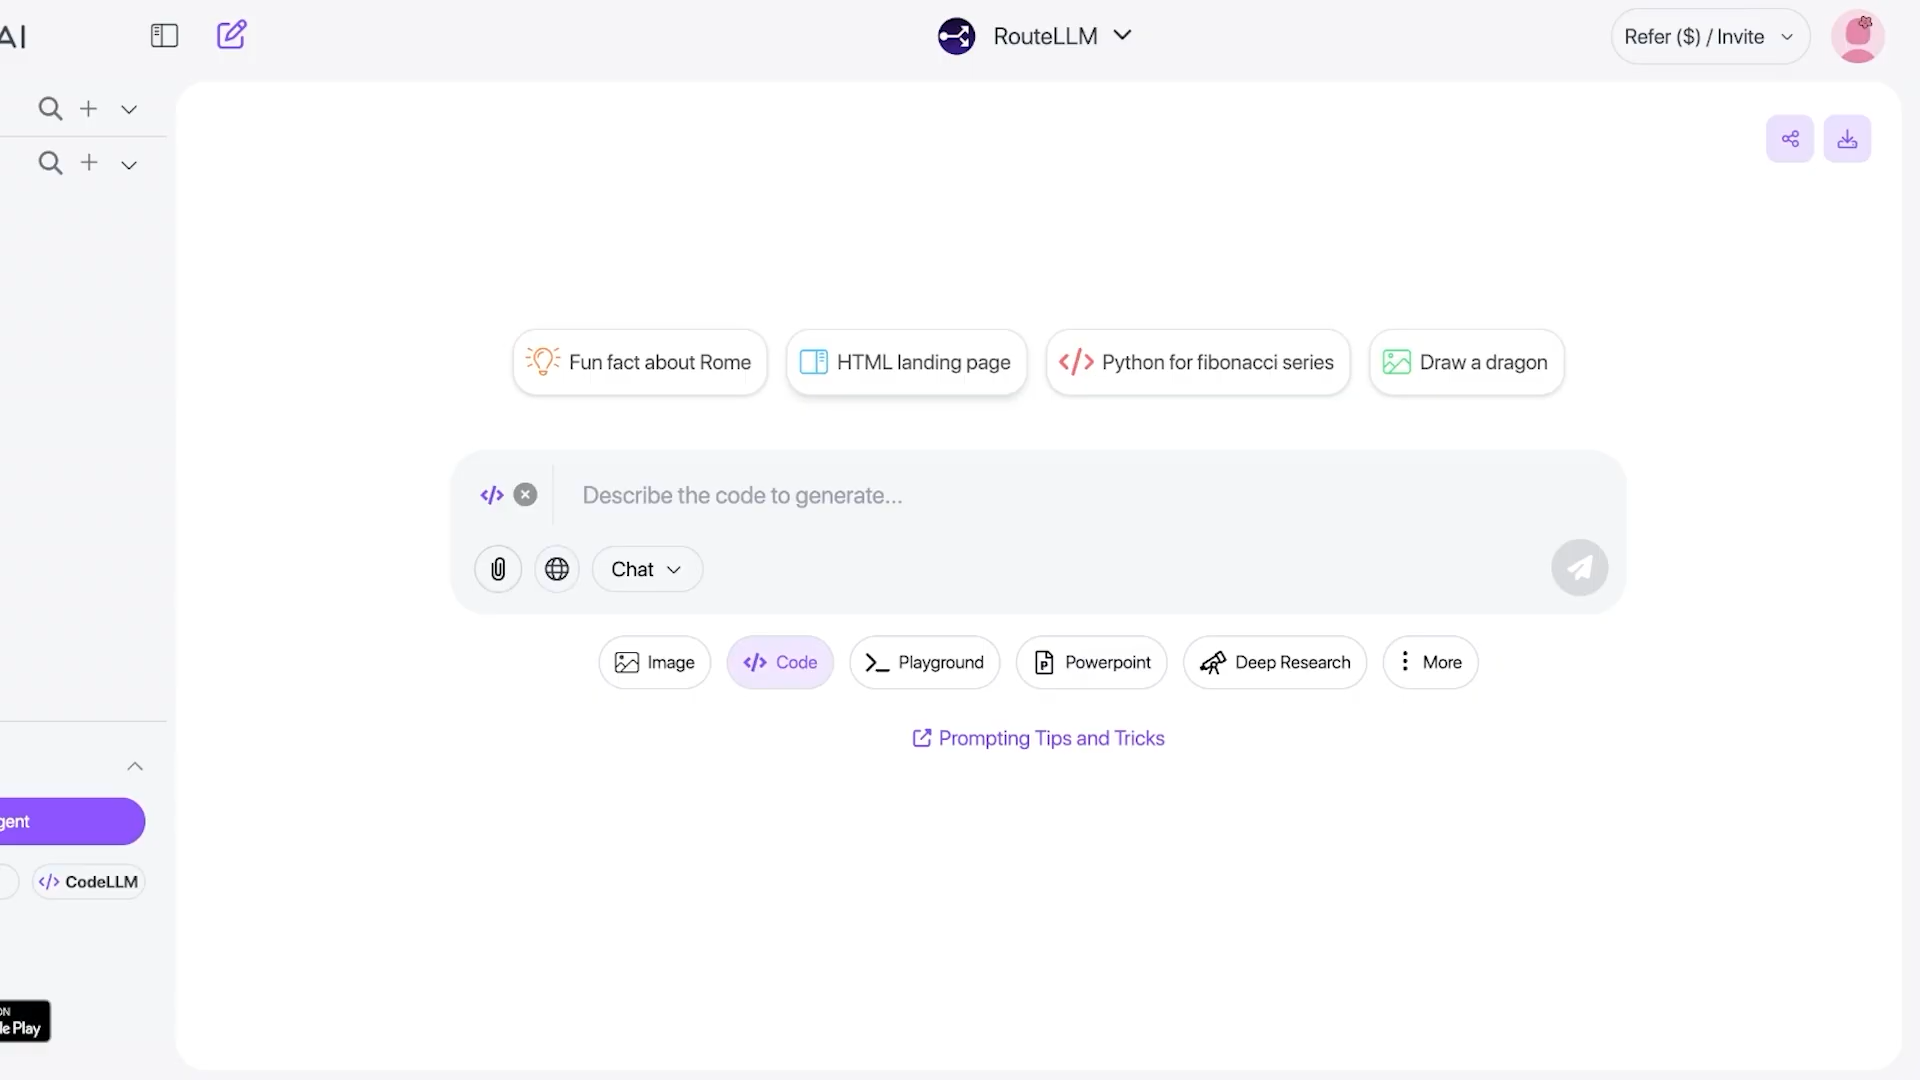 AI
RouteLLM
Refer ($) / Invite
Fun fact about Rome
HTML landing page
Python for fibonacci series
Draw a dragon
Describe the code to generate...
Chat
Image
Code
Playground
Powerpoint
Deep Research
More
Prompting Tips and Tricks
gent
CodeLLM
ON
le Play